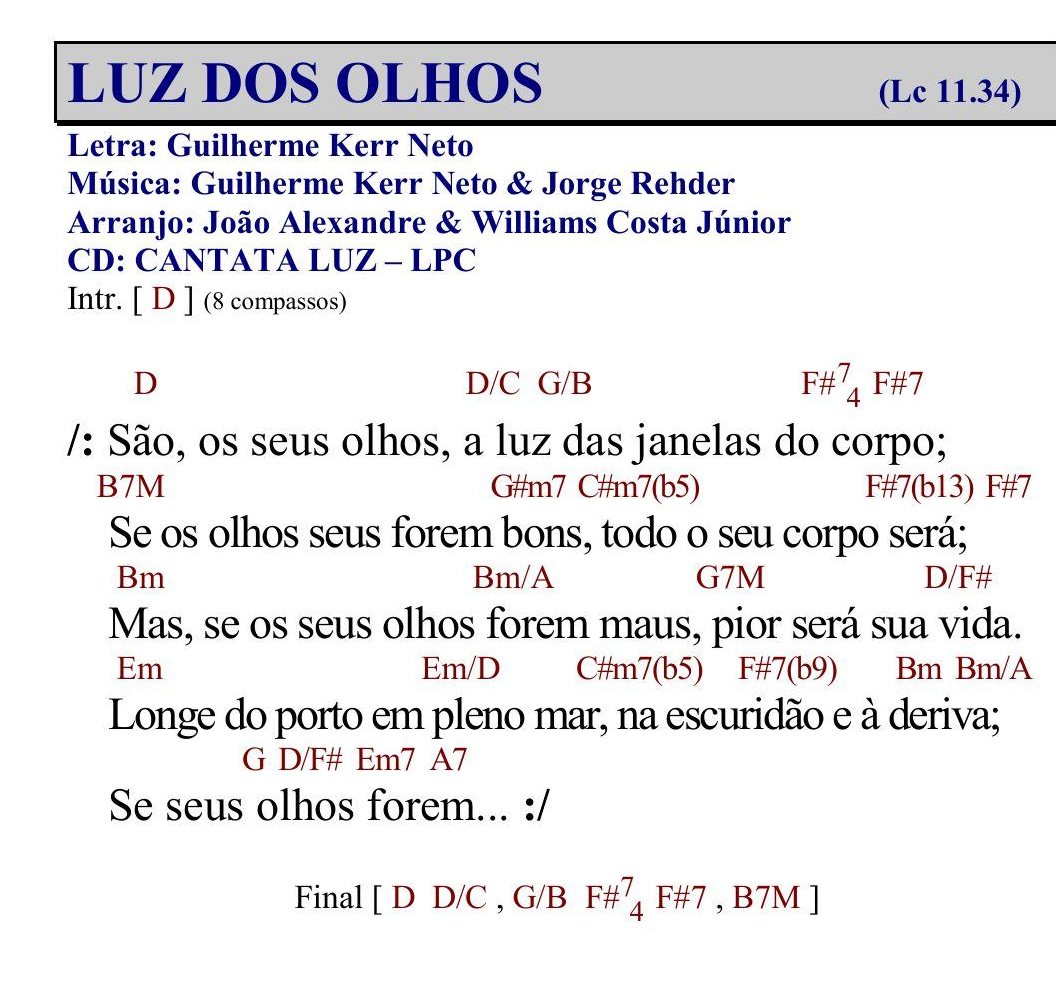 LUZ DOS OLHOS (Lc 11.34)
Letra: Guilherme Kerr Neto
Música: Guilherme Kerr Neto & Jorge Rehder
Arranjo: João Alexandre & Williams Costa Júnior
CD: CANTATA LUZ – LPC
Intr. [ D ] (8 compassos)
D D/C G/B F#7 4 F#7
/: São, os seus olhos, a luz das janelas do corpo;
B7M G#m7 C#m7(b5) F#7(b13) F#7
Se os olhos seus forem bons, todo o seu corpo será;
Bm Bm/A G7M D/F#
Mas, se os seus olhos forem maus, pior será sua vida.
Em Em/D C#m7(b5) F#7(b9) Bm Bm/A
Longe do porto em pleno mar, na escuridão e à deriva;
G D/F# Em7 A7
Se seus olhos forem... :/
Final [ D D/C , G/B F#7 4 F#7 , B7M ]